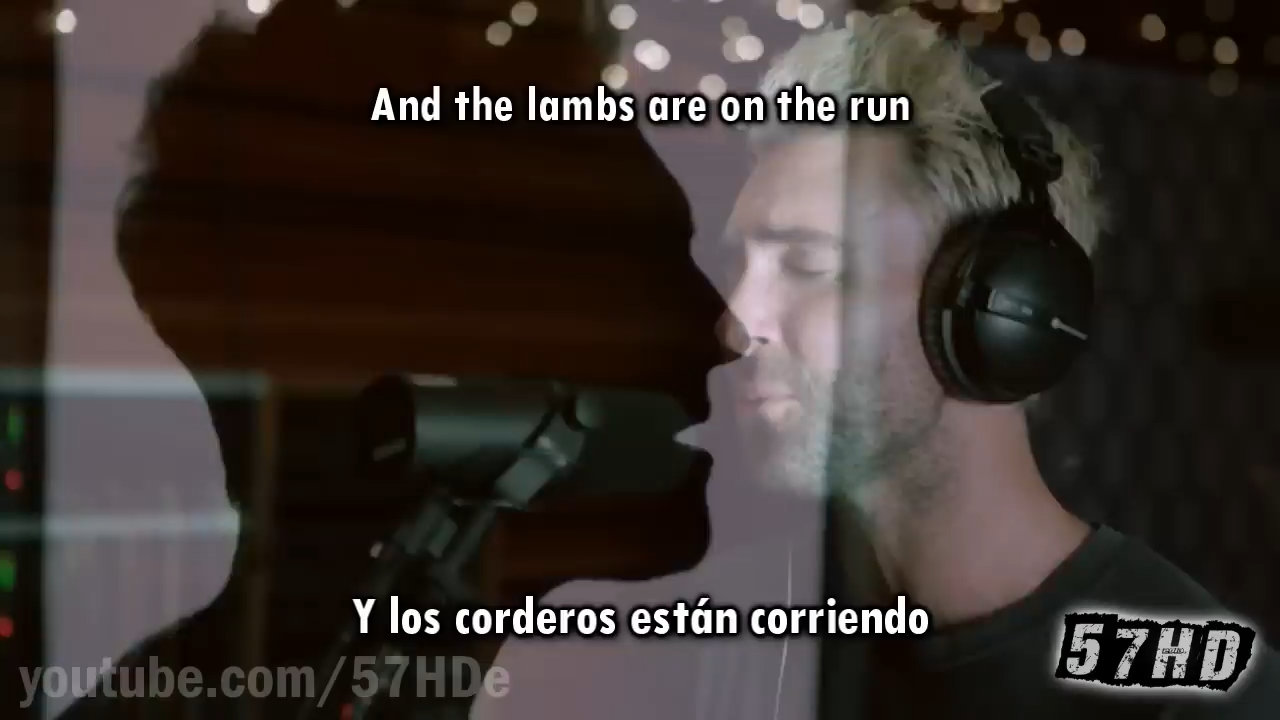 And the lambs are on the run
Y los corderos están corriendo
youtube.com/57HDe
57HD